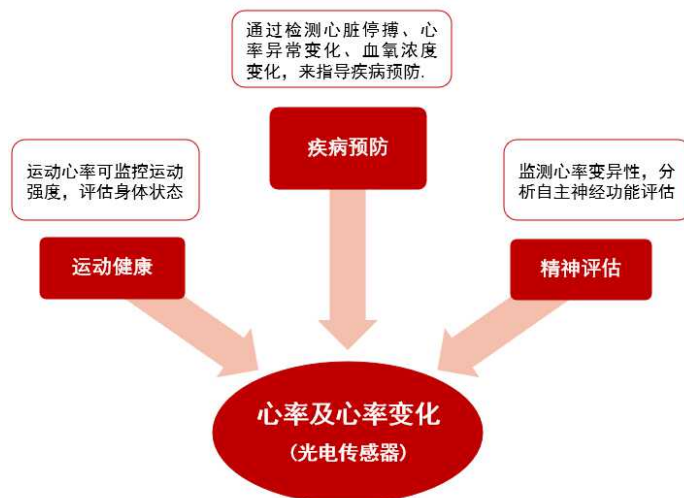 通过检测心脏停搏、心
率异常变化、血氧浓度
变化，来指导疾病预防.
疾病预防
运动心率可监控运动
强度，评估身体状态
运动健康
监测心率变异性，分
析自主神经功能评估
精神评估
心率及心率变化
(光电传感器)